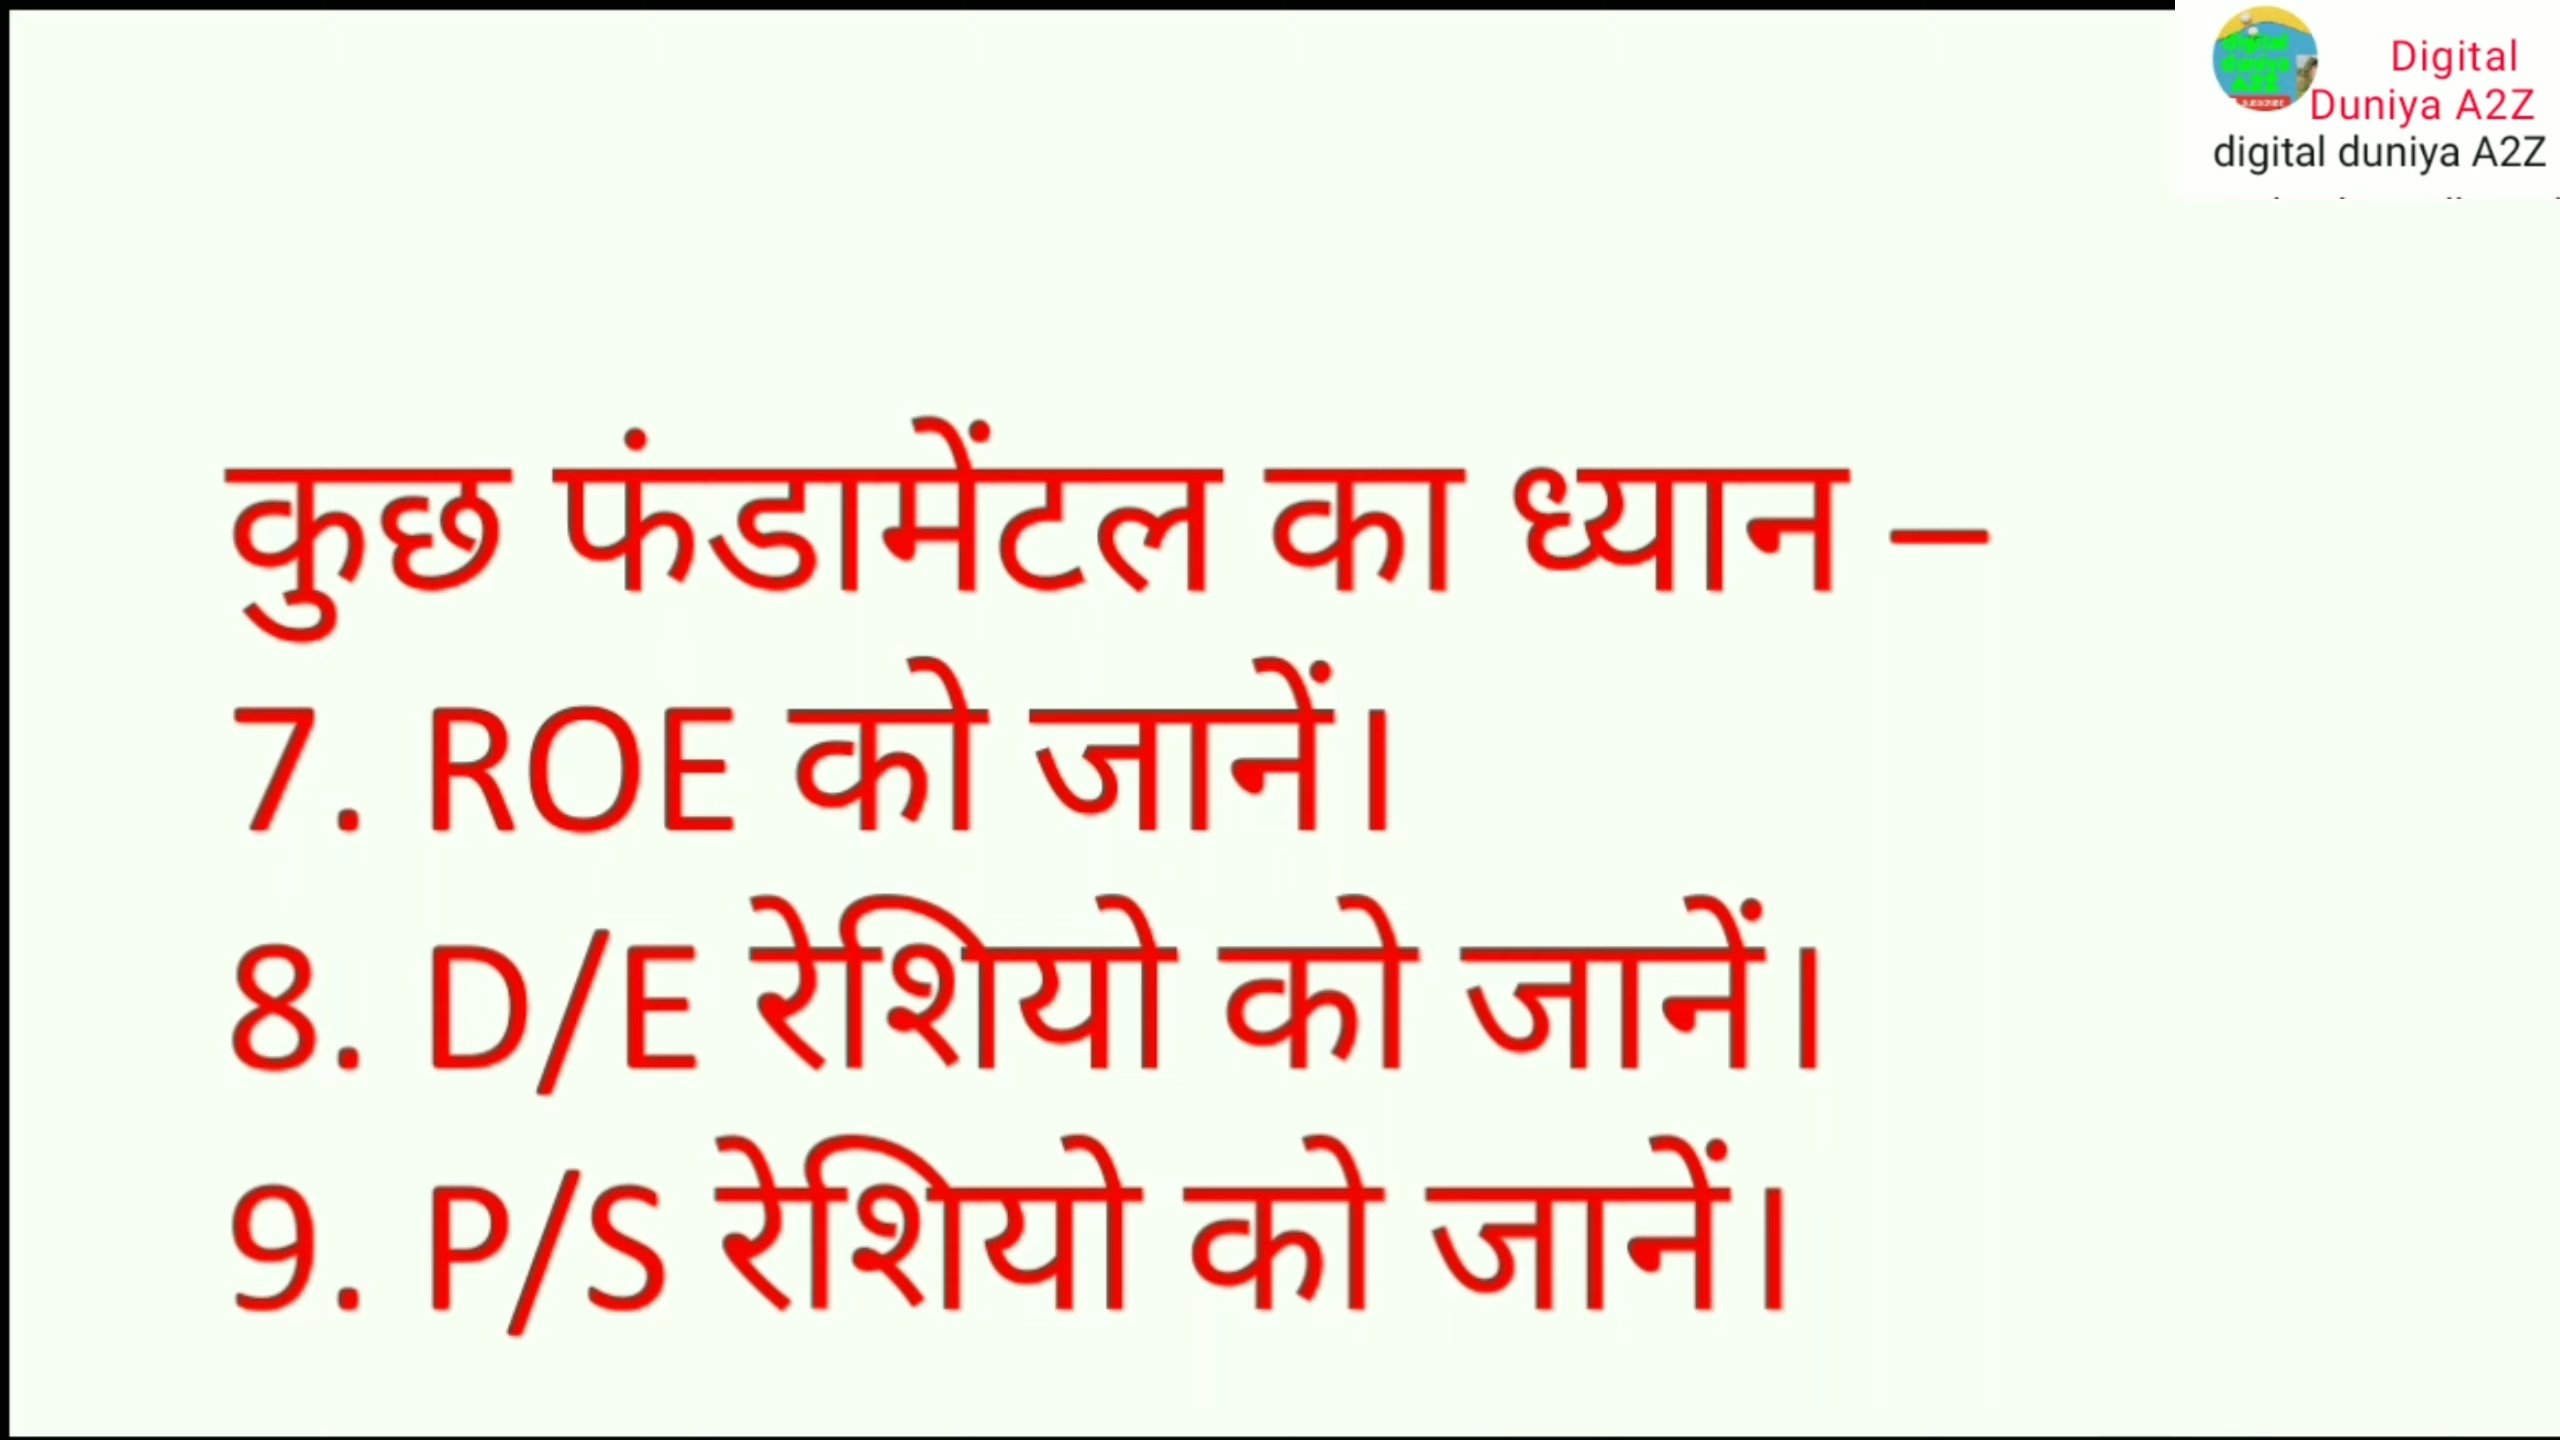 Digital
Duniya A2Z
digital duniya A2Z
कुछ फंडामेंटल का ध्यान –
7. ROE को जानें।
8. D/E रेशियो को जानें।
9. P/S रेशियो को जानें।